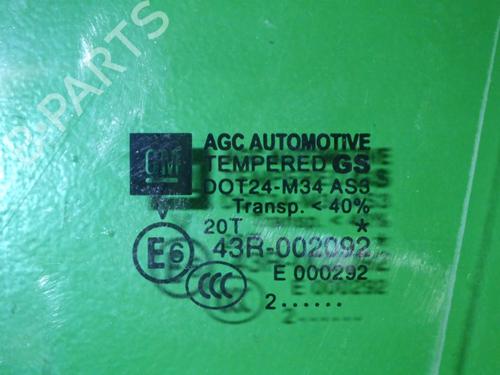 B-PARTS
GM
AGC AUTOMOTIVE
TEMPERED GS
DOT24-M34 AS3
Transp. < 40%
20T *
E6 43R-002092
E 000292
CCC
2......